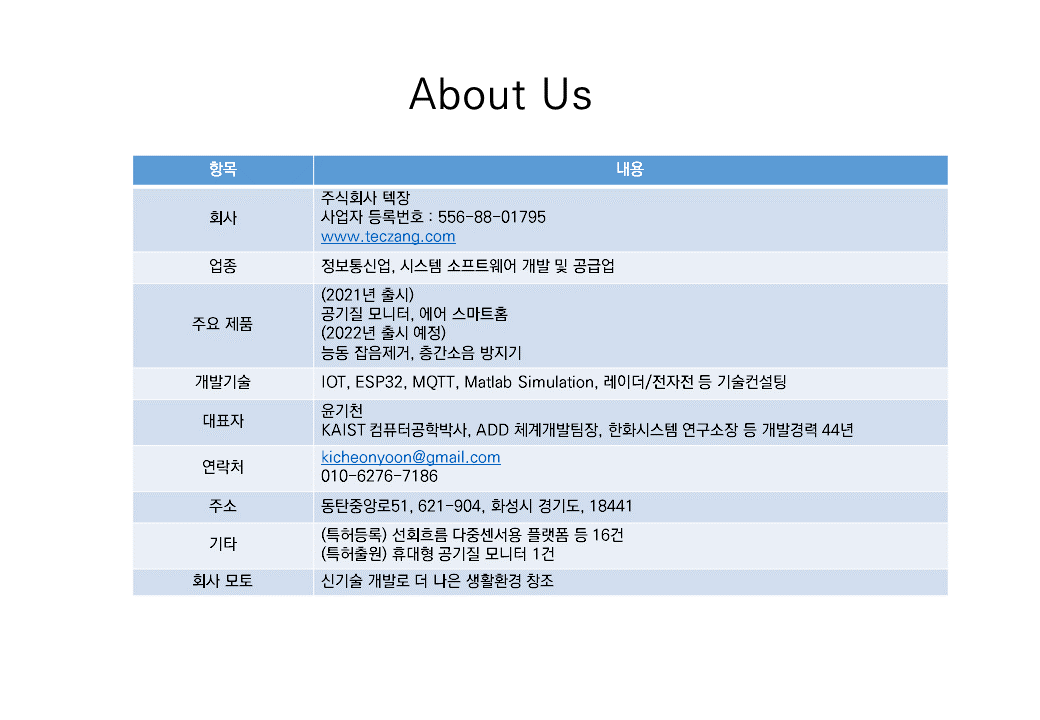 About Us
항목 내용
회사 주식회사 텍장
사업자 등록번호 : 556-88-01795
www.teczang.com
업종 정보통신업, 시스템 소프트웨어 개발 및 공급업
주요 제품 (2021년 출시)
공기질 모니터, 에어 스마트홈
(2022년 출시 예정)
능동 잡음제거, 층간소음 방지기
개발기술 IOT, ESP32, MQTT, Matlab Simulation, 레이더/전자전 등 기술컨설팅
대표자 윤기천
KAIST 컴퓨터공학박사, ADD 체계개발팀장, 한화시스템 연구소장 등 개발경력 44년
연락처 kicheonyoon@gmail.com
010-6276-7186
주소 동탄중앙로51, 621-904, 화성시 경기도, 18441
기타 (특허등록) 선회흐름 다중센서용 플랫폼 등 16건
(특허출원) 휴대형 공기질 모니터 1건
회사 모토 신기술 개발로 더 나은 생활환경 창조